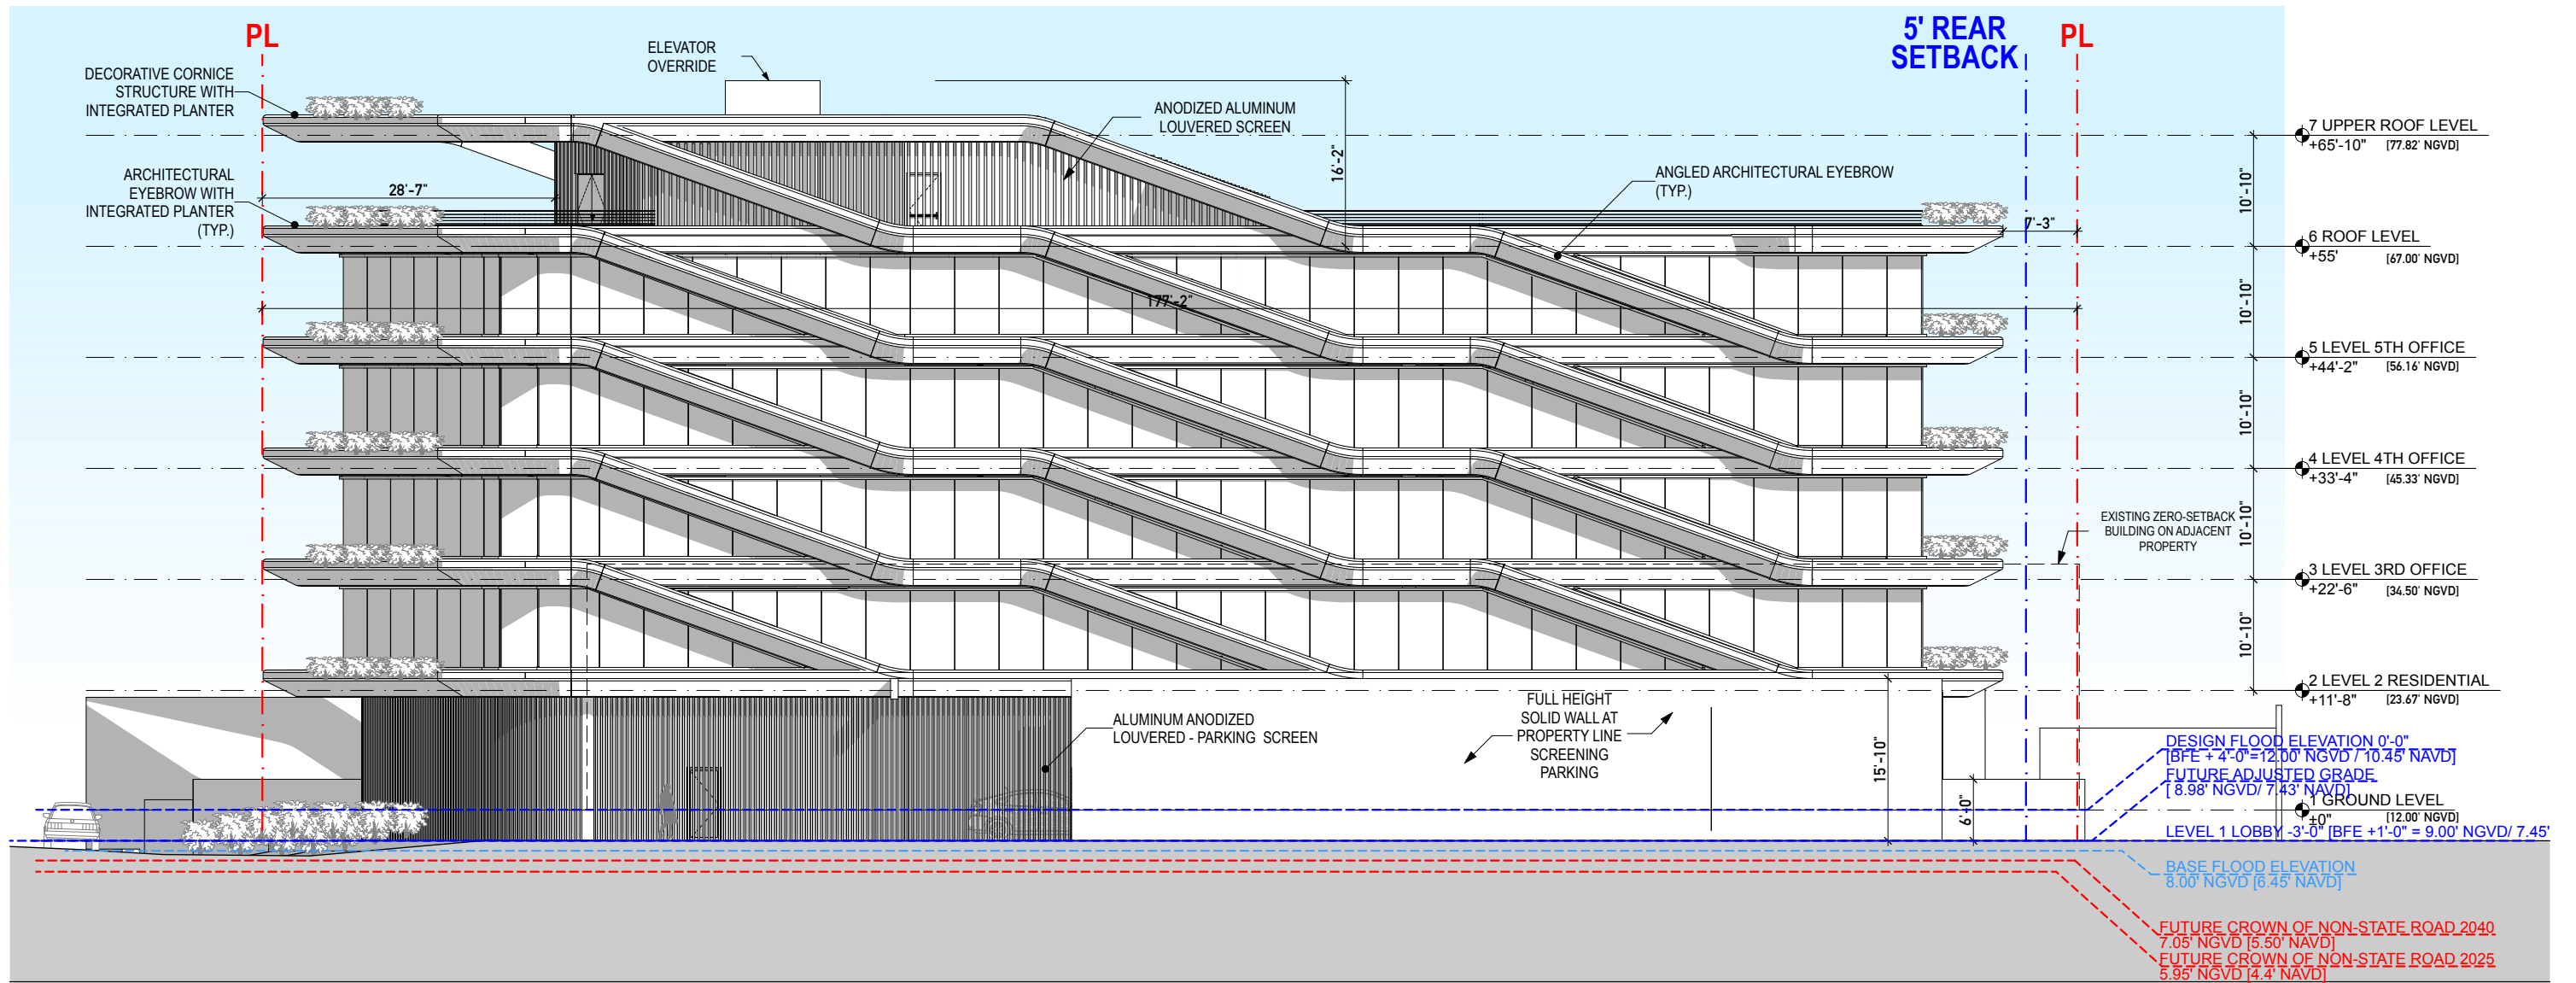 PL
5' REAR
SETBACK
PL
ELEVATOR
OVERRIDE
DECORATIVE CORNICE
STRUCTURE WITH
INTEGRATED PLANTER
ANODIZED ALUMINUM
LOUVERED SCREEN
16'-2"
7 UPPER ROOF LEVEL
+65'-10" [77.82' NGVD]
ARCHITECTURAL
EYEBROW WITH
INTEGRATED PLANTER
(TYP.)
28'-7"
ANGLED ARCHITECTURAL EYEBROW
(TYP.)
10'-10"
7'-3"
6 ROOF LEVEL
+55' [67.00' NGVD]
177'-2"
10'-10"
5 LEVEL 5TH OFFICE
+44'-2" [56.16' NGVD]
10'-10"
4 LEVEL 4TH OFFICE
+33'-4" [45.33' NGVD]
EXISTING ZERO-SETBACK
BUILDING ON ADJACENT
PROPERTY
10'-10"
3 LEVEL 3RD OFFICE
+22'-6" [34.50' NGVD]
10'-10"
2 LEVEL 2 RESIDENTIAL
+11'-8" [23.67' NGVD]
ALUMINUM ANODIZED
LOUVERED - PARKING SCREEN
FULL HEIGHT
SOLID WALL AT
PROPERTY LINE
SCREENING
PARKING
15'-10"
6'-0"
DESIGN FLOOD ELEVATION 0'-0"
[BFE + 4'-0"=12.00' NGVD / 10.45' NAVD]
FUTURE ADJUSTED GRADE
[ 8.98' NGVD/ 7.43' NAVD]
1 GROUND LEVEL
±0" [12.00' NGVD]
LEVEL 1 LOBBY -3'-0" [BFE +1'-0" = 9.00' NGVD/ 7.45'
BASE FLOOD ELEVATION
8.00' NGVD [6.45' NAVD]
FUTURE CROWN OF NON-STATE ROAD 2040
7.05' NGVD [5.50' NAVD]
FUTURE CROWN OF NON-STATE ROAD 2025
5.95' NGVD [4.4' NAVD]